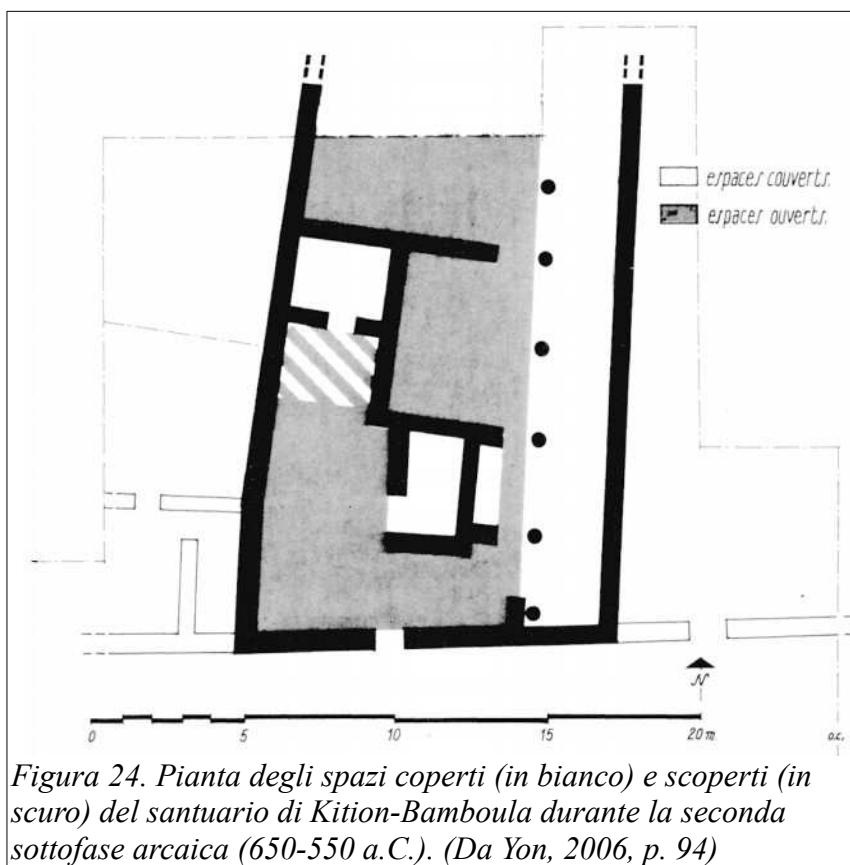 espaces couverts.
espaces ouverts.
N
0 5 10 15 20 m. o.c.
Figura 24. Pianta degli spazi coperti (in bianco) e scoperti (in
scuro) del santuario di Kition-Bamboula durante la seconda
sottofase arcaica (650-550 a.C.). (Da Yon, 2006, p. 94)